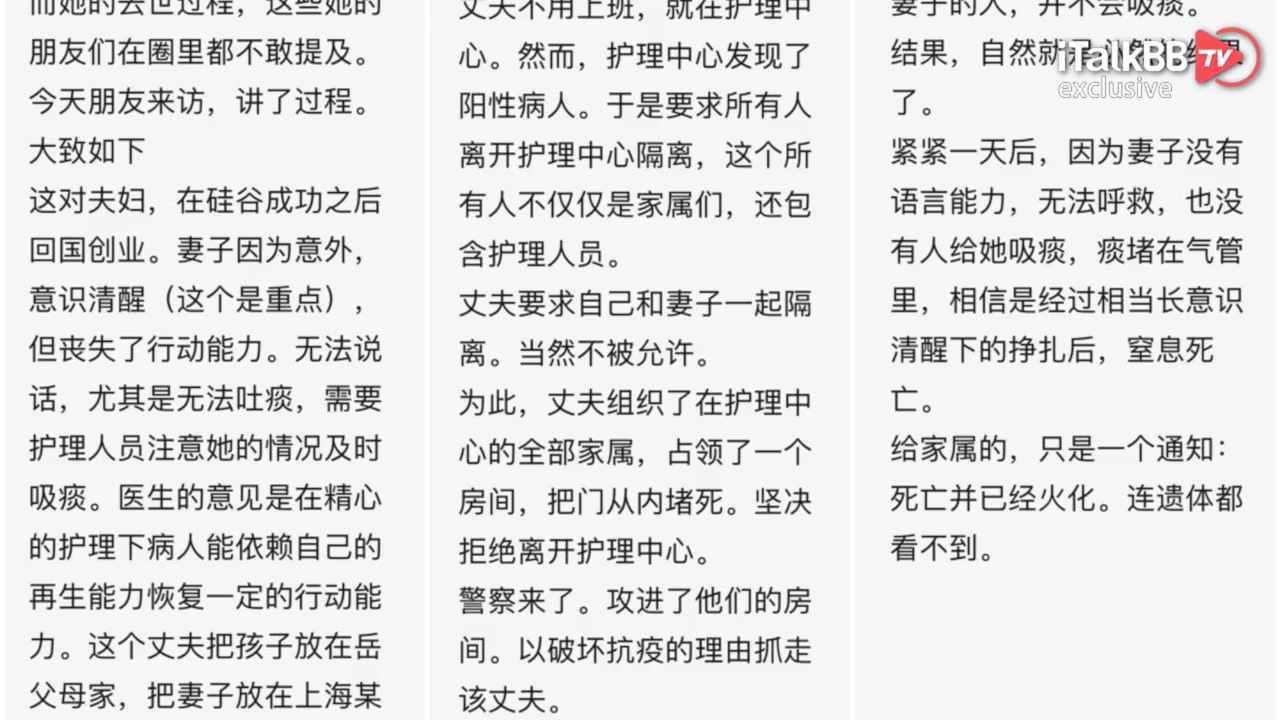 而她的去世过程，这些她的
朋友们在圈里都不敢提及。
今天朋友来访，讲了过程。
大致如下
这对夫妇，在硅谷成功之后
回国创业。妻子因为意外，
意识清醒（这个是重点），
但丧失了行动能力。无法说
话，尤其是无法吐痰，需要
护理人员注意她的情况及时
吸痰。医生的意见是在精心
的护理下病人能依赖自己的
再生能力恢复一定的行动能
力。这个丈夫把孩子放在岳
父母家，把妻子放在上海某
丈夫不用上班，就在护理中
心。然而，护理中心发现了
阳性病人。于是要求所有人
离开护理中心隔离，这个所
有人不仅仅是家属们，还包
含护理人员。
丈夫要求自己和妻子一起隔
离。当然不被允许。
为此，丈夫组织了在护理中
心的全部家属，占领了一个
房间，把门从内堵死。坚决
拒绝离开护理中心。
警察来了。攻进了他们的房
间。以破坏抗疫的理由抓走
该丈夫。
妻子的人，并不会吸痰。
结果，自然就是
了。
紧紧一天后，因为妻子没有
语言能力，无法呼救，也没
有人给她吸痰，痰堵在气管
里，相信是经过相当长意识
清醒下的挣扎后，窒息死
亡。
给家属的，只是一个通知：
死亡并已经火化。连遗体都
看不到。
iTalkBB TV
exclusive